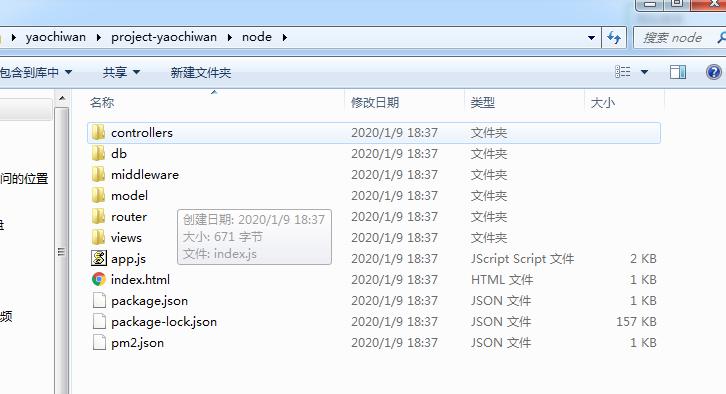 yaochiwan
project-yaochiwan
node
搜索 node
包含到库中
共享
新建文件夹
名称
修改日期
类型
大小
controllers
2020/1/9 18:37
文件夹
db
2020/1/9 18:37
文件夹
问的位置
middleware
2020/1/9 18:37
文件夹
model
2020/1/9 18:37
文件夹
router
2020/1/9 18:37
文件夹
创建日期: 2020/1/9 18:37
大小: 671 字节
文件: index.js
views
2020/1/9 18:37
文件夹
app.js
2020/1/9 18:37
JScript Script 文件
2 KB
index.html
2020/1/9 18:37
HTML 文件
1 KB
package.json
2020/1/9 18:37
JSON 文件
1 KB
频
package-lock.json
2020/1/9 18:37
JSON 文件
157 KB
pm2.json
2020/1/9 18:37
JSON 文件
1 KB